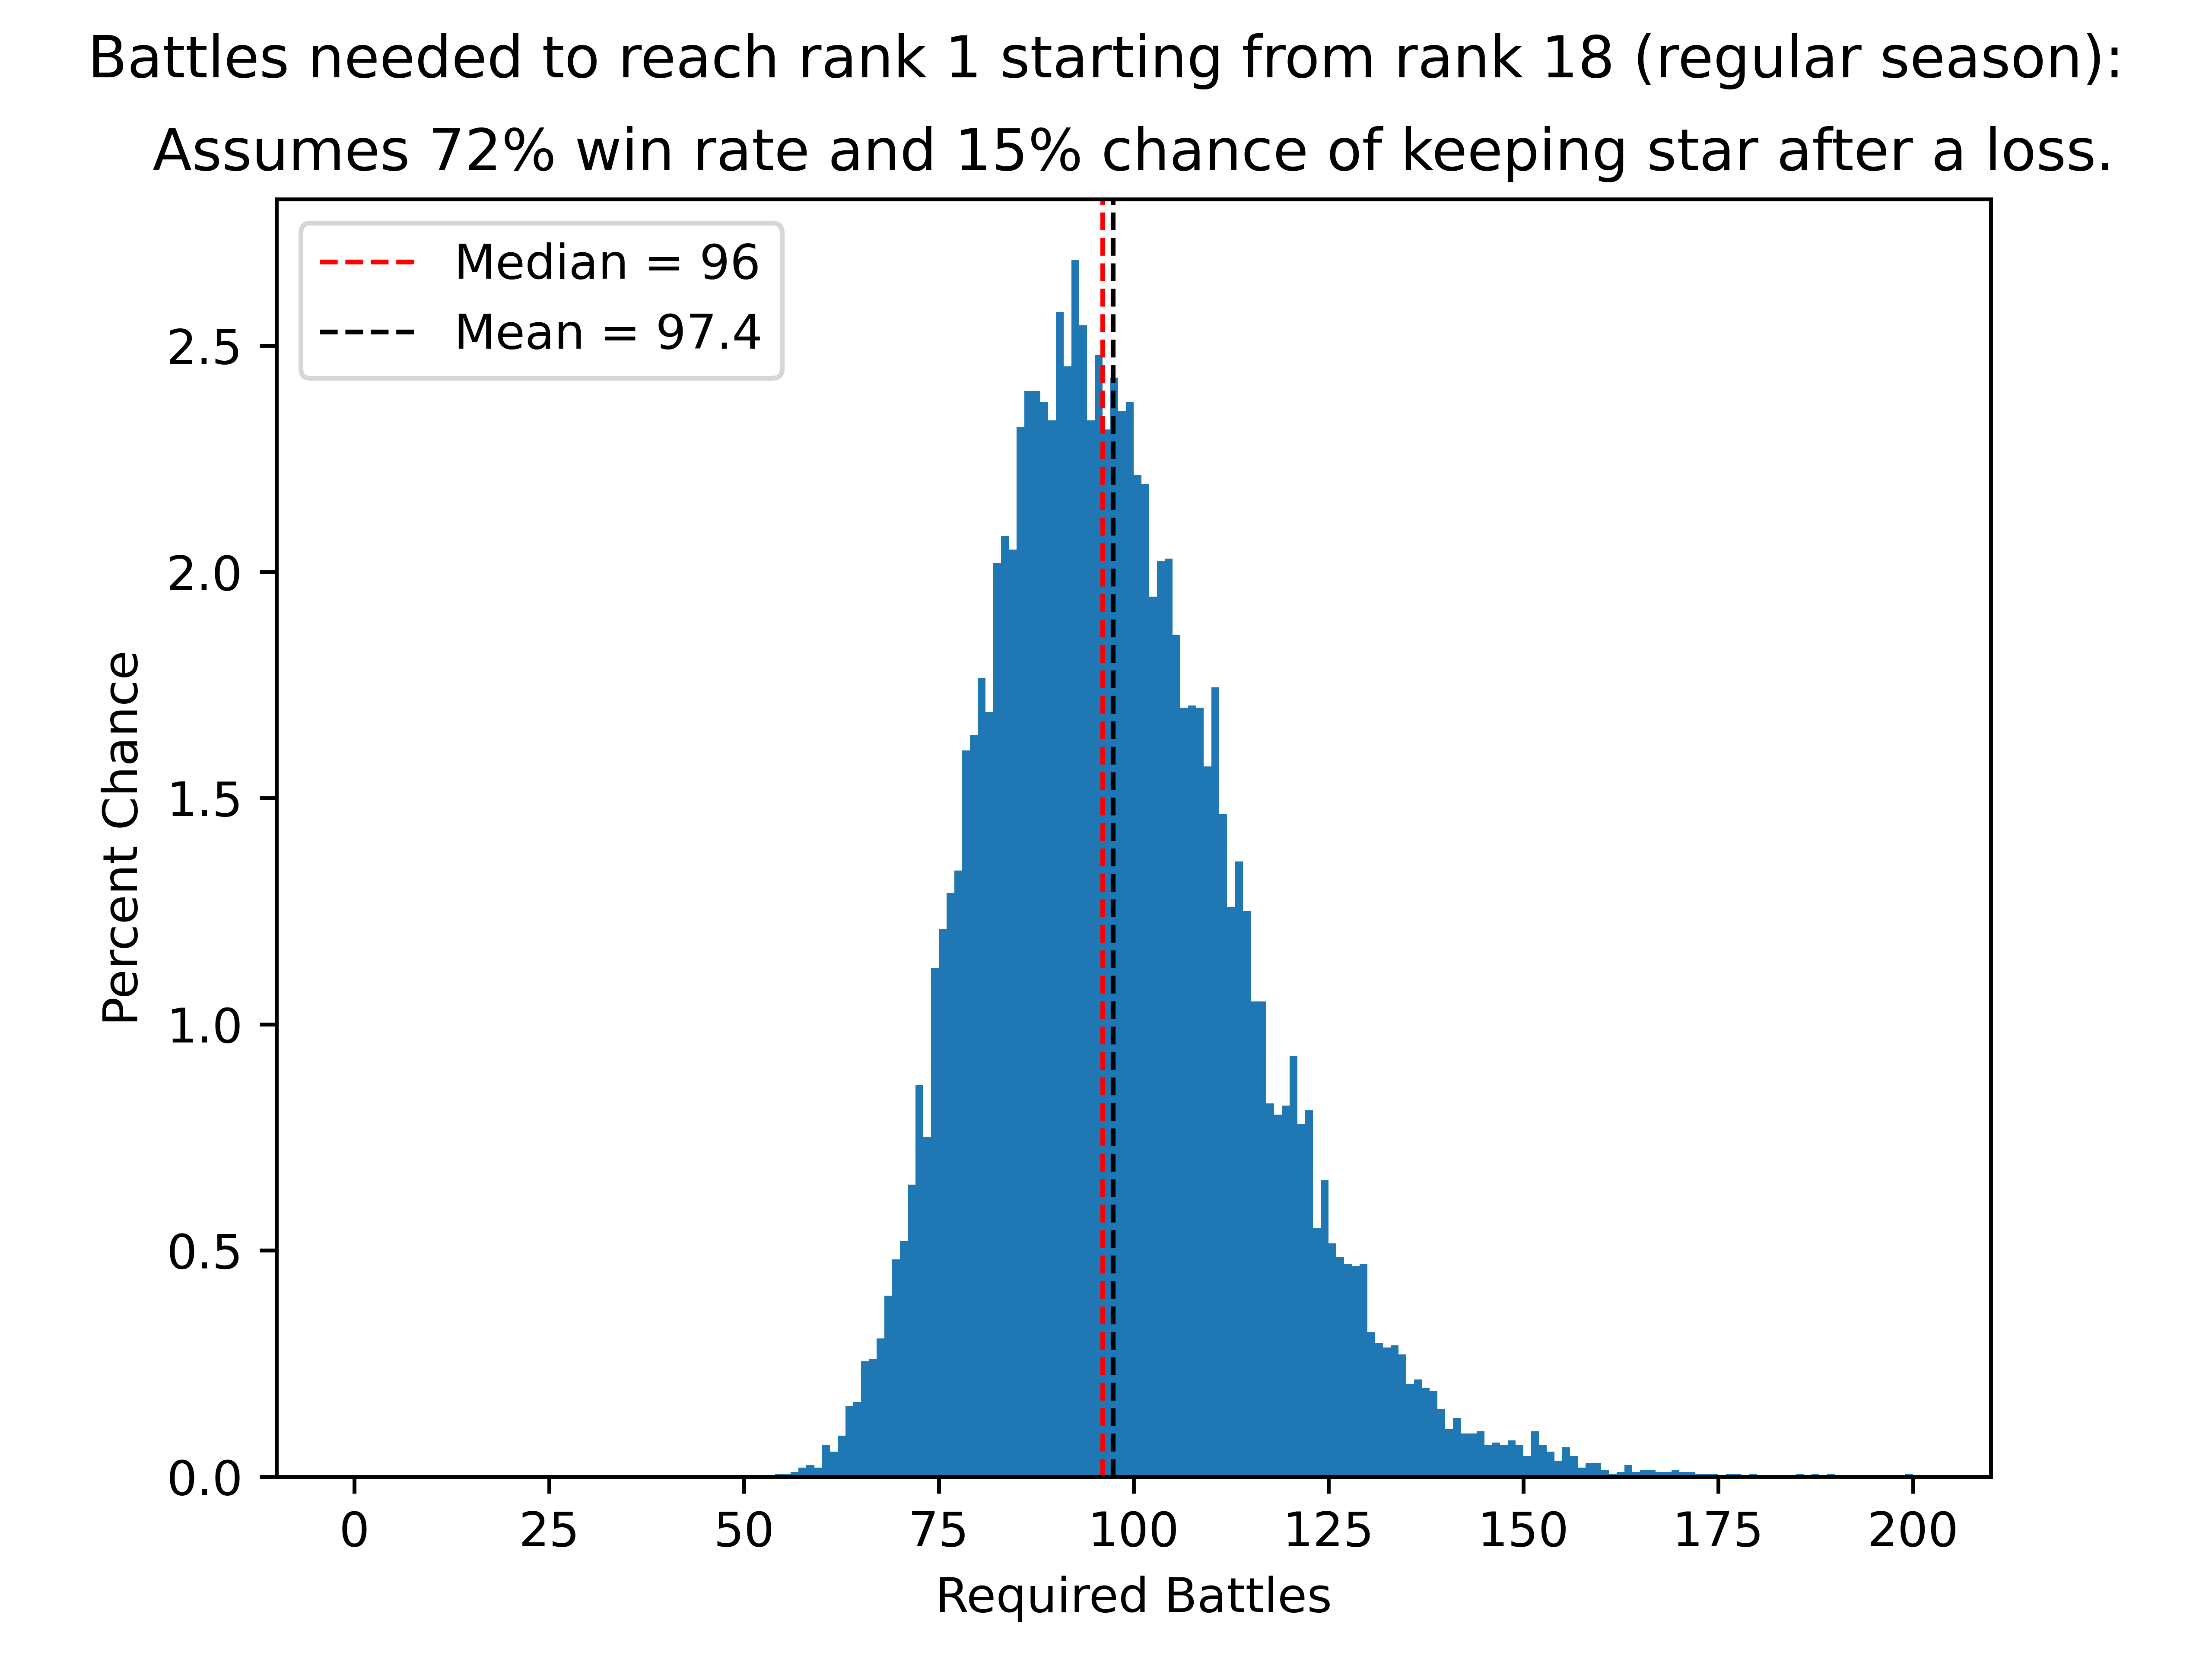 Battles needed to reach rank 1 starting from rank 18 (regular season):
Assumes 72% win rate and 15% chance of keeping star after a loss.
Median = 96
Mean = 97.4
2.5
2.0
1.5
1.0
0.5
0.0
Percent Chance
0 25 50 75 100 125 150 175 200
Required Battles